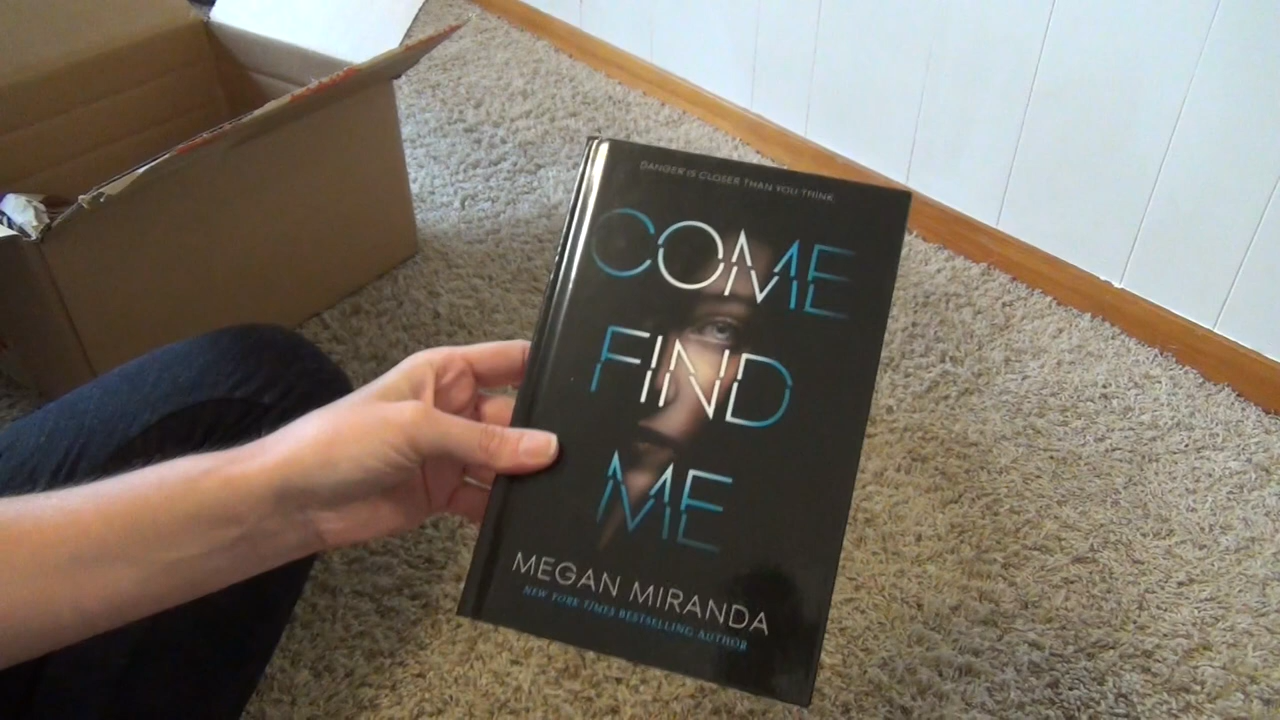 DANGER IS CLOSER THAN YOU THINK
COME
FIND
ME
MEGAN MIRANDA
NEW YORK TIMES BESTSELLING AUTHOR